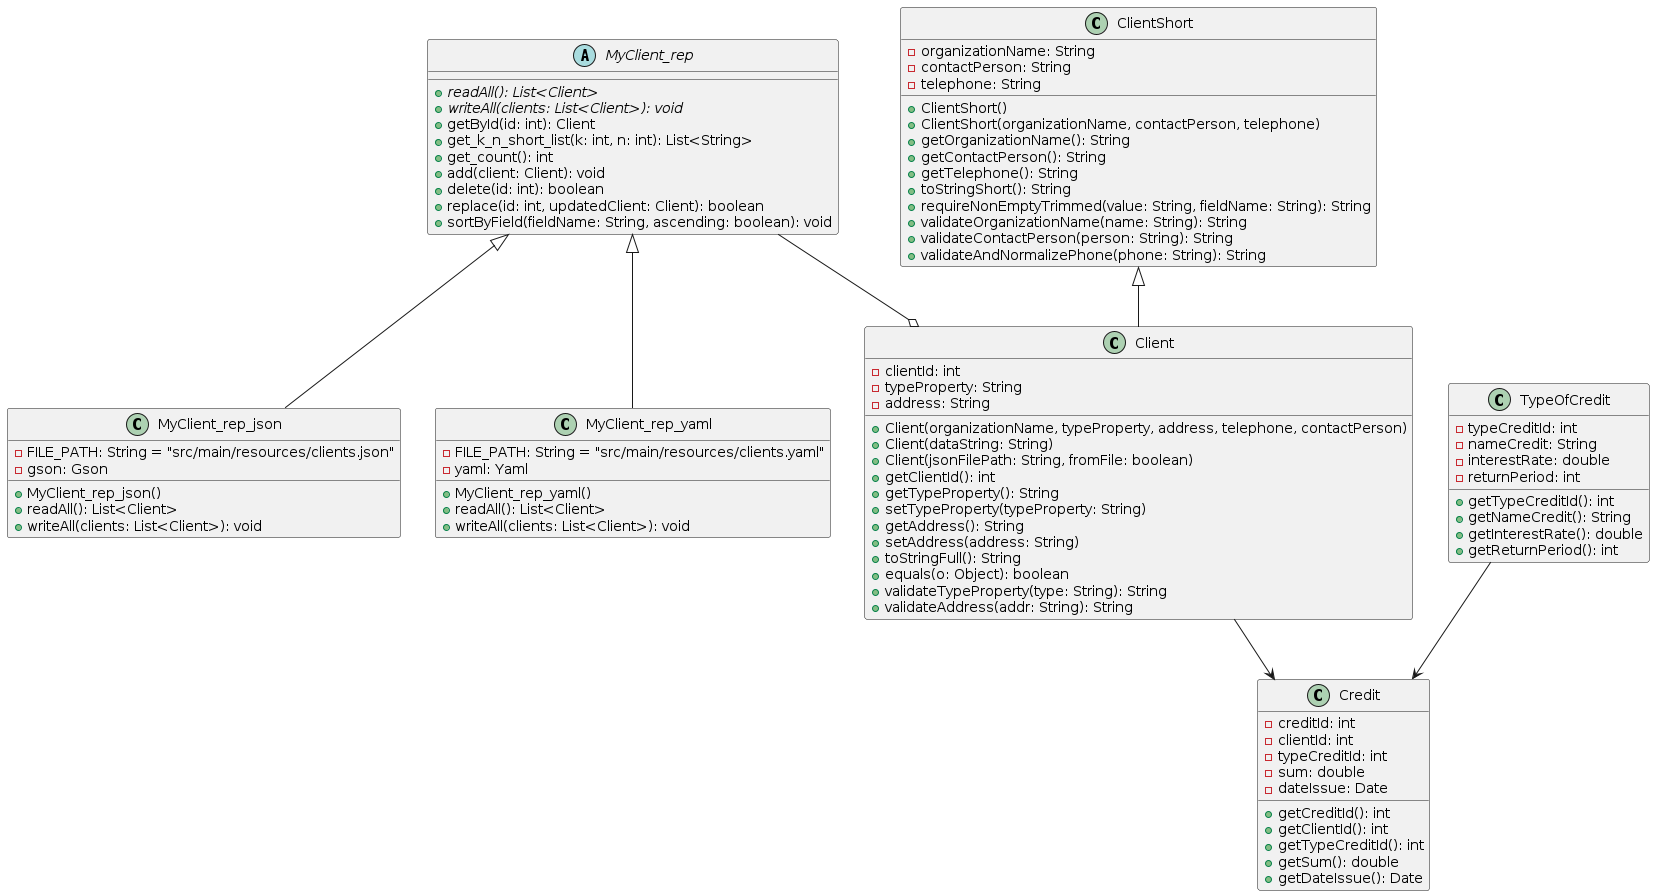 A MyClient_rep
readAll(): List<Client>
writeAll(clients: List<Client>): void
getById(id: int): Client
get_k_n_short_list(k: int, n: int): List<String>
get_count(): int
add(client: Client): void
delete(id: int): boolean
replace(id: int, updatedClient: Client): boolean
sortByField(fieldName: String, ascending: boolean): void
C ClientShort
organizationName: String
contactPerson: String
telephone: String
ClientShort()
ClientShort(organizationName, contactPerson, telephone)
getOrganizationName(): String
getContactPerson(): String
getTelephone(): String
toStringShort(): String
requireNonEmptyTrimmed(value: String, fieldName: String): String
validateOrganizationName(name: String): String
validateContactPerson(person: String): String
validateAndNormalizePhone(phone: String): String
C MyClient_rep_json
FILE_PATH: String = "src/main/resources/clients.json"
gson: Gson
MyClient_rep_json()
readAll(): List<Client>
writeAll(clients: List<Client>): void
C MyClient_rep_yaml
FILE_PATH: String = "src/main/resources/clients.yaml"
yaml: Yaml
MyClient_rep_yaml()
readAll(): List<Client>
writeAll(clients: List<Client>): void
C Client
clientId: int
typeProperty: String
address: String
Client(organizationName, typeProperty, address, telephone, contactPerson)
Client(dataString: String)
Client(jsonFilePath: String, fromFile: boolean)
getClientId(): int
getTypeProperty(): String
setTypeProperty(typeProperty: String)
getAddress(): String
setAddress(address: String)
toStringFull(): String
equals(o: Object): boolean
validateTypeProperty(type: String): String
validateAddress(addr: String): String
C TypeOfCredit
typeCreditId: int
nameCredit: String
interestRate: double
returnPeriod: int
getTypeCreditId(): int
getNameCredit(): String
getInterestRate(): double
getReturnPeriod(): int
C Credit
creditId: int
clientId: int
typeCreditId: int
sum: double
dateIssue: Date
getCreditId(): int
getClientId(): int
getTypeCreditId(): int
getSum(): double
getDateIssue(): Date